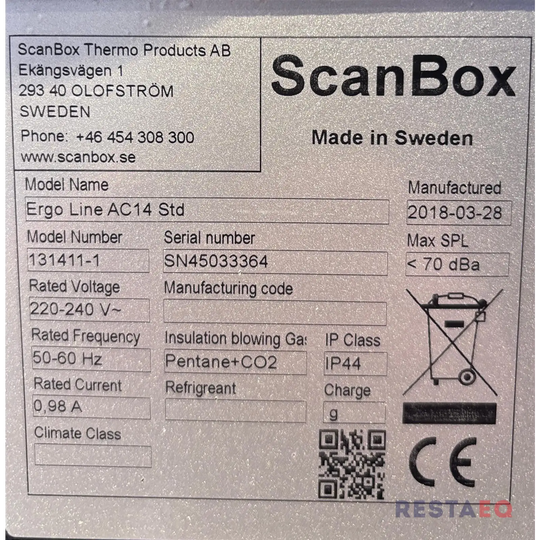 ScanBox Thermo Products AB
Ekängsvägen 1
293 40 OLOFSTRÖM
SWEDEN
Phone: +46 454 308 300
www.scanbox.se
ScanBox
Made in Sweden
Model Name
Ergo Line AC14 Std
Manufactured
2018-03-28
Model Number
131411-1
Serial number
SN45033364
Max SPL
< 70 dBa
Rated Voltage
220-240 V~
Manufacturing code
Rated Frequency
50-60 Hz
Insulation blowing Gas
Pentane+CO2
IP Class
IP44
Rated Current
0,98 A
Refrigreant
Charge
g
Climate Class
CE
RESTAEQ